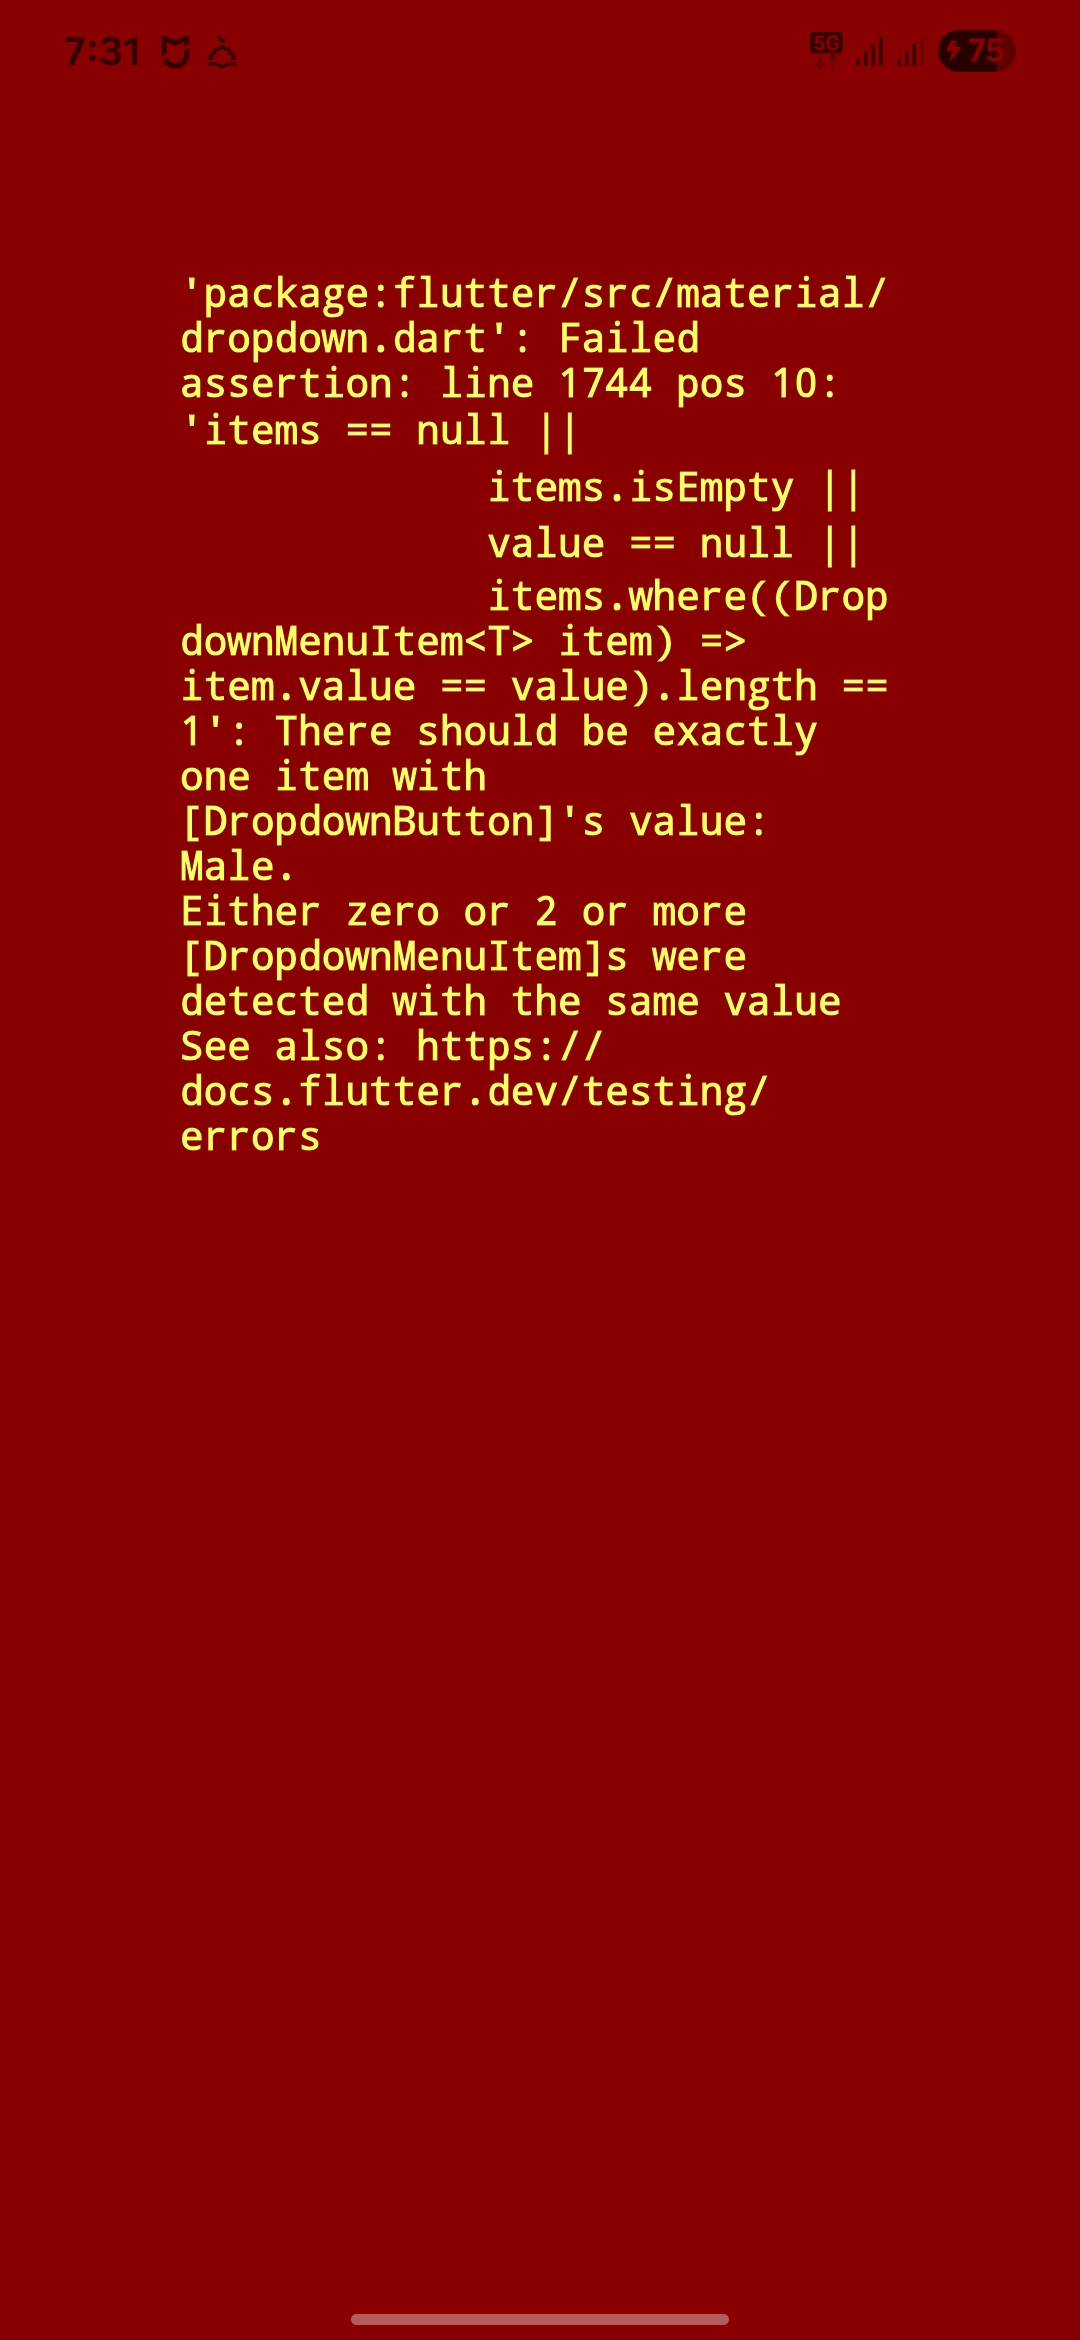 7:31
5G
75
'package:flutter/src/material/
dropdown.dart': Failed
assertion: line 1744 pos 10:
'items == null ||
items.isEmpty ||
value == null ||
items.where((Drop
downMenuItem<T> item) =>
item.value == value).length ==
1': There should be exactly
one item with
[DropdownButton]'s value:
Male.
Either zero or 2 or more
[DropdownMenuItem]s were
detected with the same value
See also: https://
docs.flutter.dev/testing/
errors